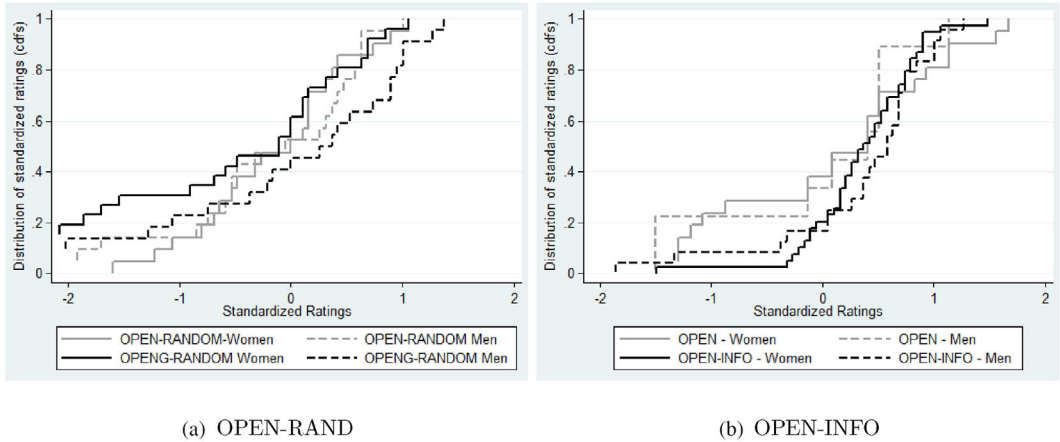 Distribution of standardized ratings (cdfs)
1
.8
.6
.4
.2
0
-2
-1
0
1
2
Standardized Ratings
OPEN-RANDOM-Women
OPEN-RANDOM Men
OPENG-RANDOM Women
OPENG-RANDOM Men
Distribution of standardized ratings (cdfs)
1
.8
.6
.4
.2
0
-2
-1
0
1
2
Standardized Ratings
OPEN - Women
OPEN - Men
OPEN-INFO - Women
OPEN-INFO - Men
(a) OPEN-RAND
(b) OPEN-INFO